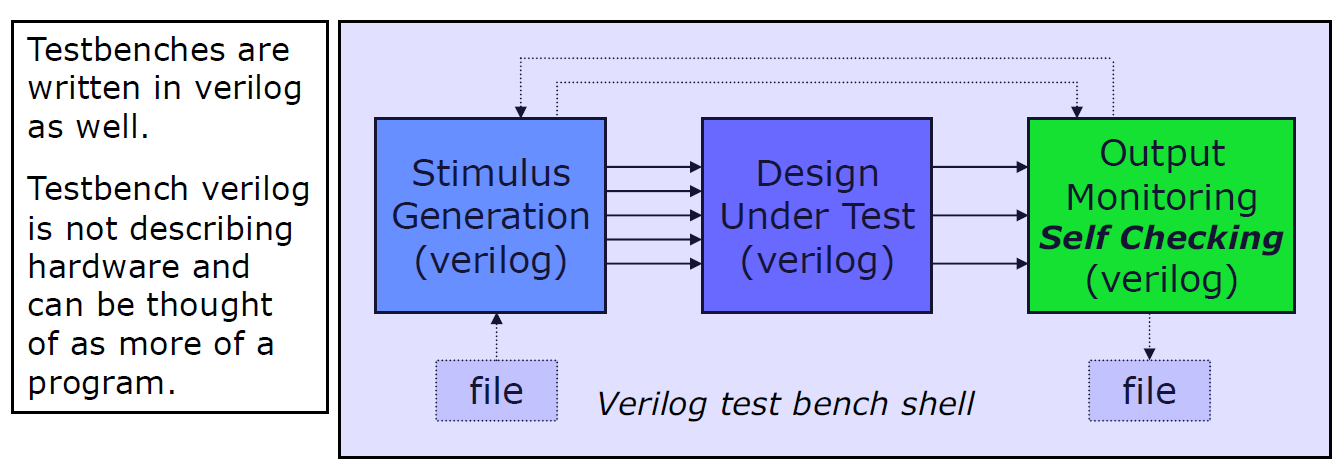 Testbenches are
written in verilog
as well.
Testbench verilog
is not describing
hardware and
can be thought
of as more of a
program.
Stimulus
Generation
(verilog)
Design
Under Test
(verilog)
Output
Monitoring
Self Checking
(verilog)
file
Verilog test bench shell
file